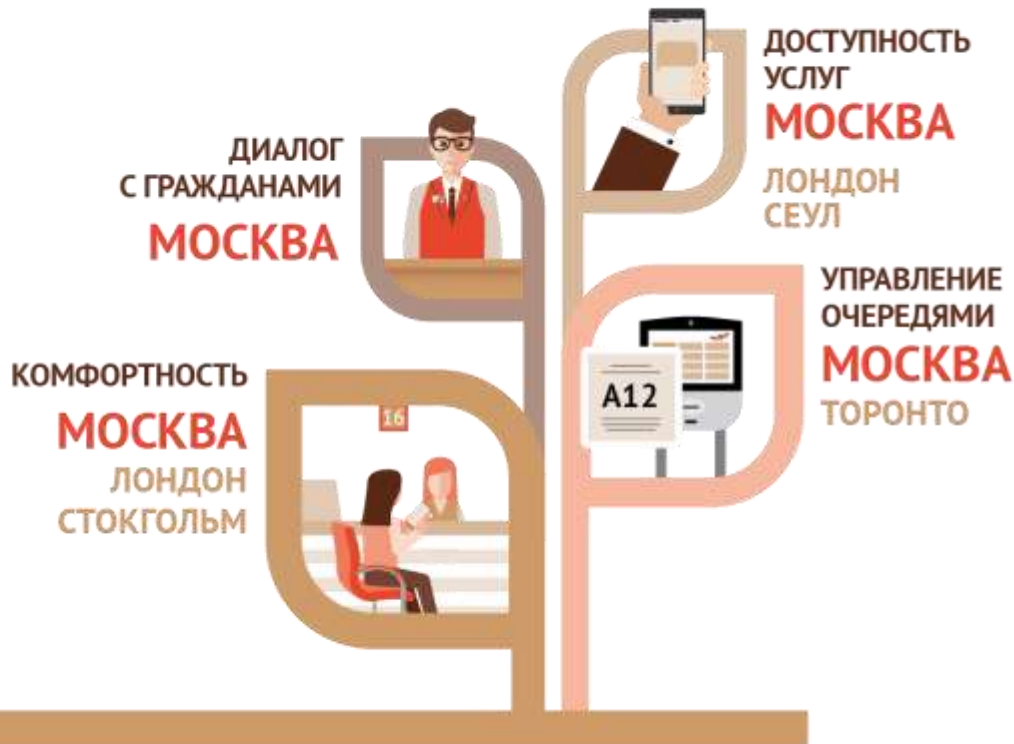 ДОСТУПНОСТЬ
УСЛУГ
МОСКВА
ЛОНДОН
СЕУЛ
ДИАЛОГ
С ГРАЖДАНАМИ
МОСКВА
УПРАВЛЕНИЕ
ОЧЕРЕДЯМИ
МОСКВА
ТОРОНТО
A12
КОМФОРТНОСТЬ
МОСКВА
ЛОНДОН
СТОКГОЛЬМ
16